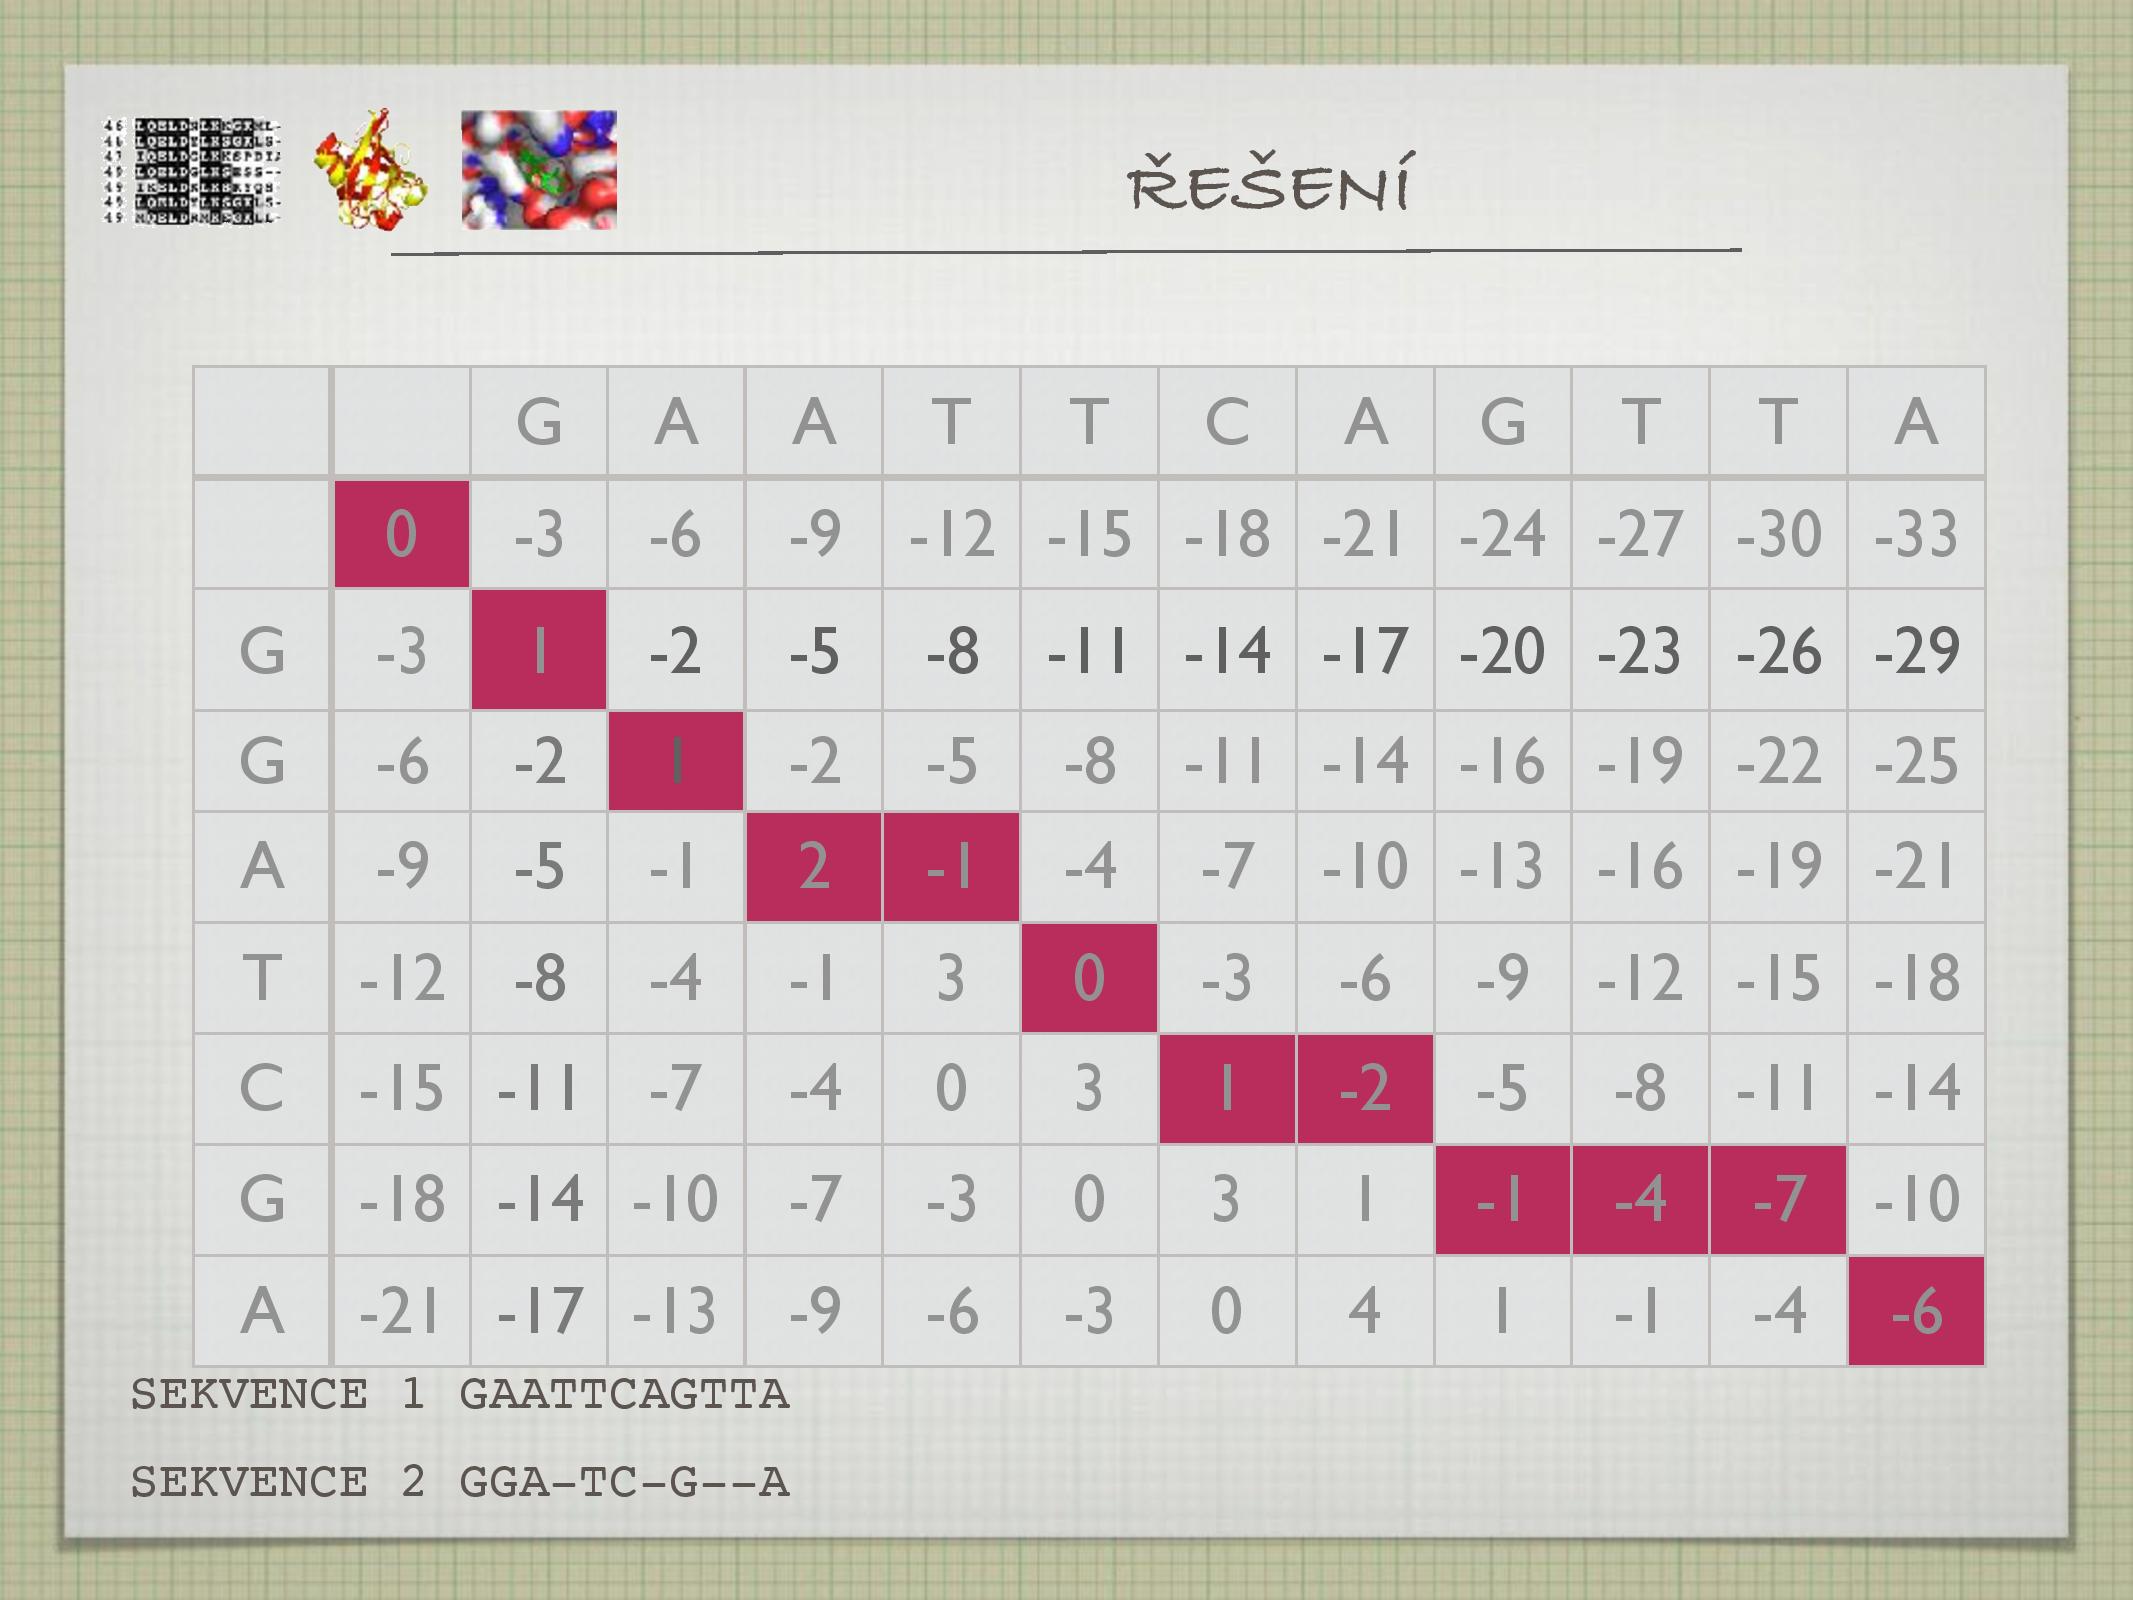 ŘEŠENÍ
G A A T T C A G T T A
0 -3 -6 -9 -12 -15 -18 -21 -24 -27 -30 -33
G -3 1 -2 -5 -8 -11 -14 -17 -20 -23 -26 -29
G -6 -2 1 -2 -5 -8 -11 -14 -16 -19 -22 -25
A -9 -5 -1 2 -1 -4 -7 -10 -13 -16 -19 -21
T -12 -8 -4 -1 3 0 -3 -6 -9 -12 -15 -18
C -15 -11 -7 -4 0 3 1 -2 -5 -8 -11 -14
G -18 -14 -10 -7 -3 0 3 1 -1 -4 -7 -10
A -21 -17 -13 -9 -6 -3 0 4 1 -1 -4 -6
SEKVENCE 1 GAATTCAGTTA
SEKVENCE 2 GGA-TC-G--A